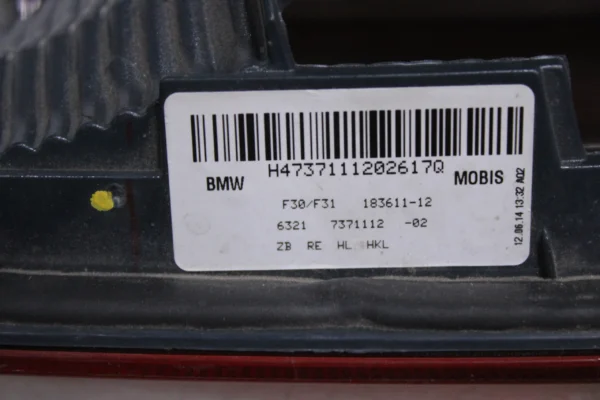 H47371111202617Q
BMW
MOBIS
F30/F31 183611-12
6321 7371112 -02
ZB RE HL HKL
12.06.14 13:32 A02